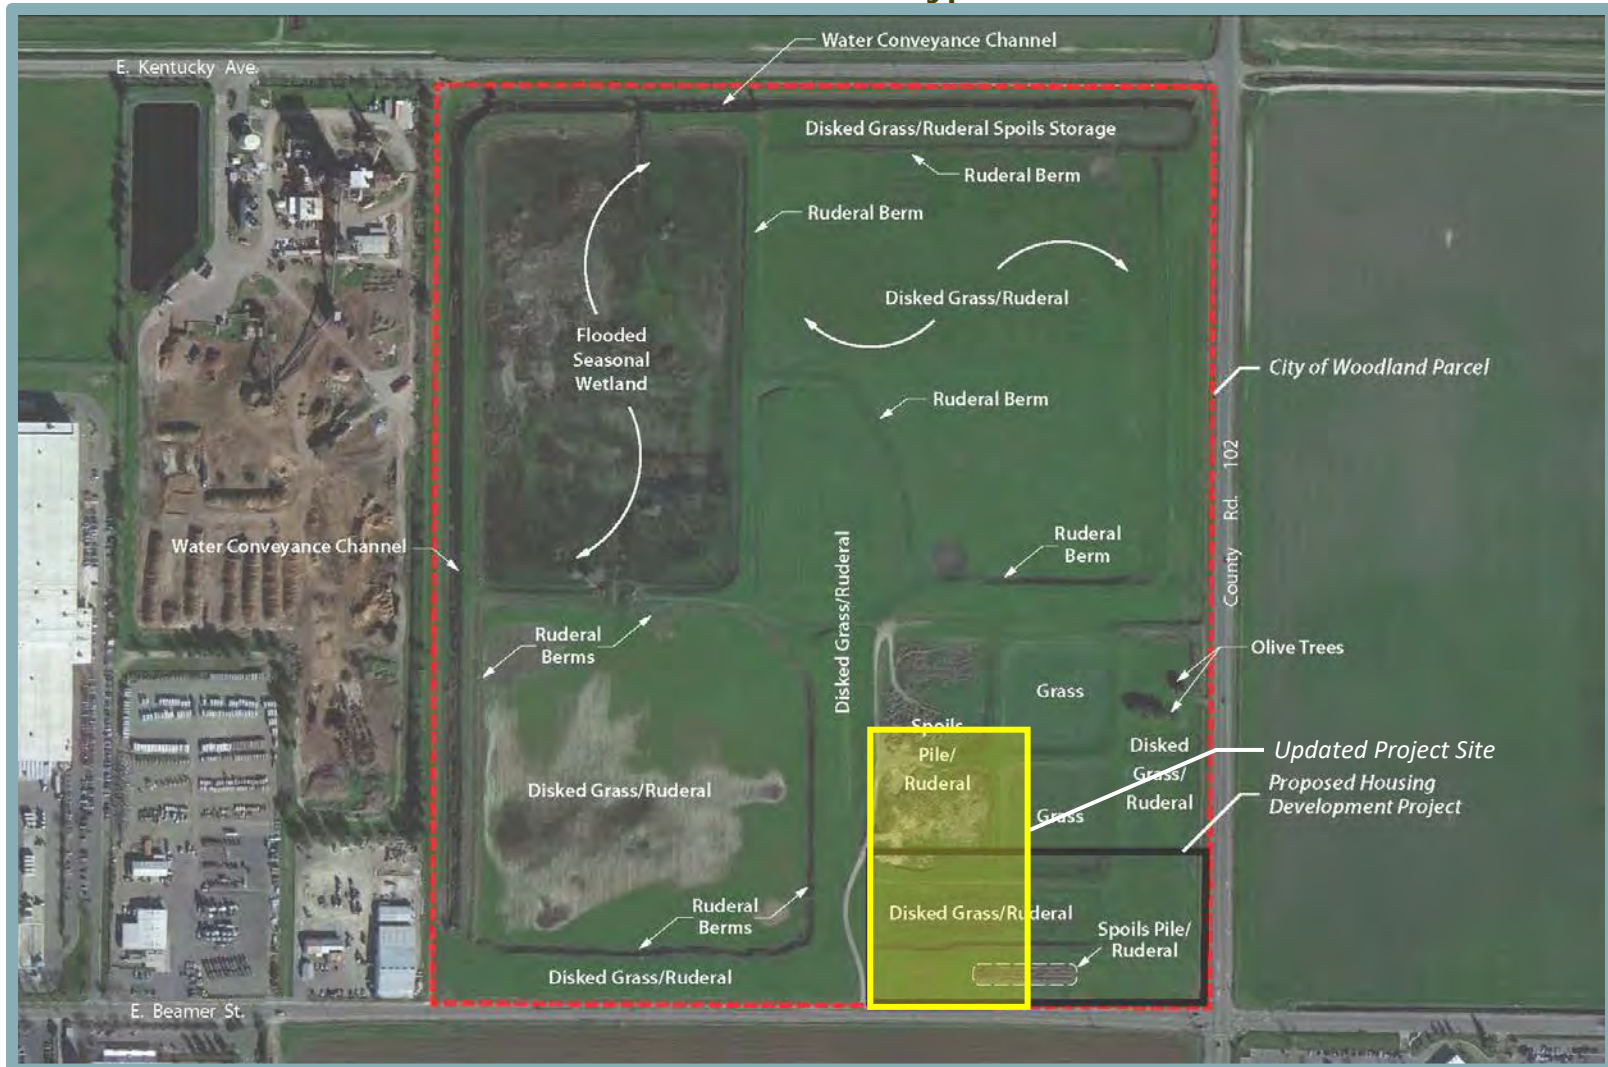 Water Conveyance Channel
E. Kentucky Ave.
Disked Grass/Ruderal Spoils Storage
Ruderal Berm
Ruderal Berm
Disked Grass/Ruderal
Flooded
Seasonal
Wetland
City of Woodland Parcel
Ruderal Berm
County Rd. 102
Water Conveyance Channel
Ruderal
Berm
Disked Grass/Ruderal
Ruderal
Berms
Olive Trees
Grass
Spoils
Pile/
Ruderal
Disked
Grass/
Ruderal
Updated Project Site
Proposed Housing
Development Project
Disked Grass/Ruderal
Grass
Ruderal
Berms
Disked Grass/Ruderal
Spoils Pile/
Ruderal
Disked Grass/Ruderal
E. Beamer St.